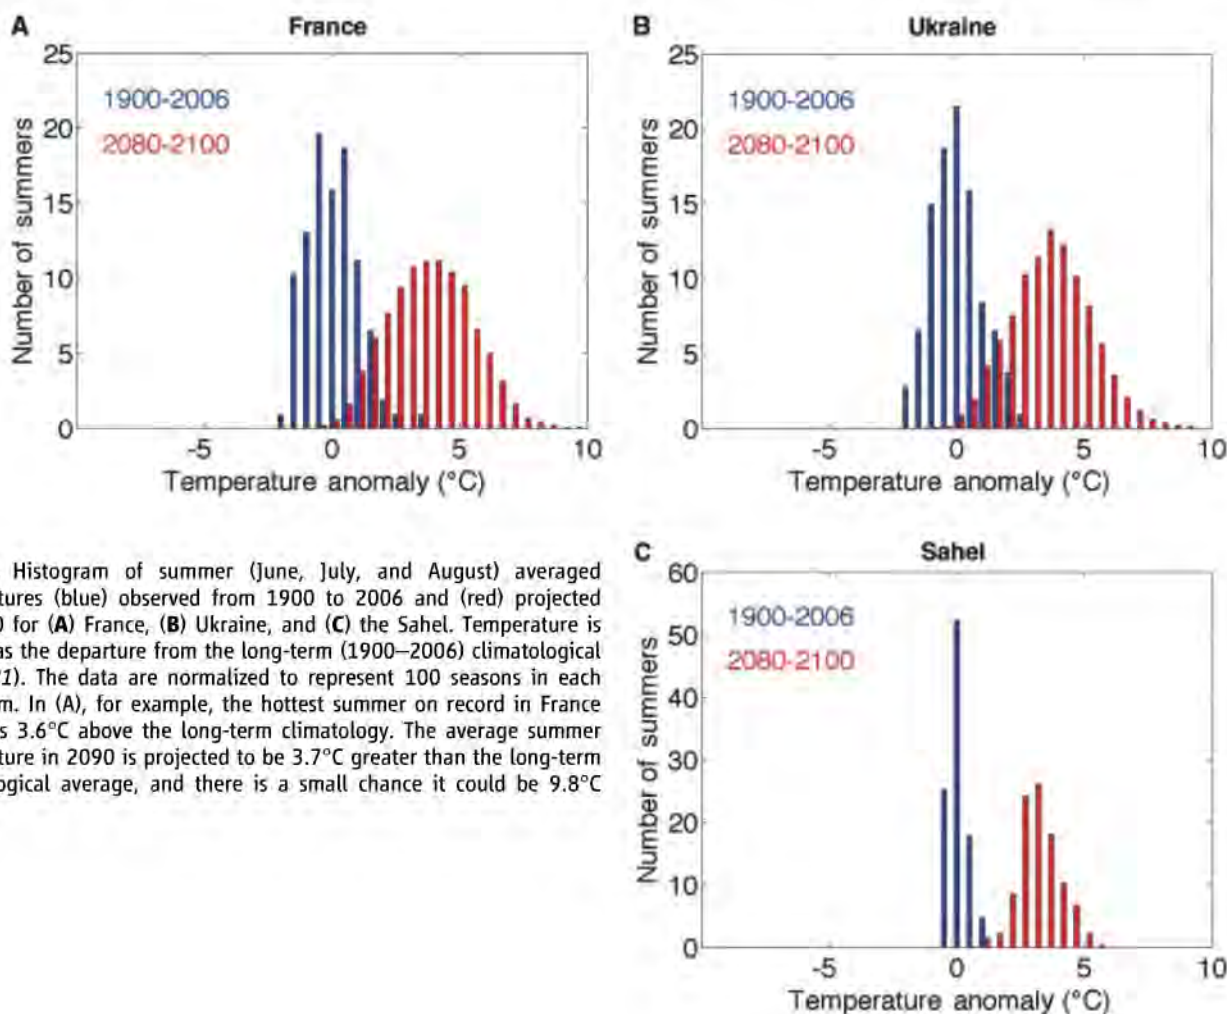 A France
25
20
15
10
5
0
Number of summers
1900-2006
2080-2100
-5 0 5 10
Temperature anomaly (°C)
B Ukraine
25
20
15
10
5
0
Number of summers
1900-2006
2080-2100
-5 0 5 10
Temperature anomaly (°C)
Histogram of summer (June, July, and August) averaged
tures (blue) observed from 1900 to 2006 and (red) projected
0 for (A) France, (B) Ukraine, and (C) the Sahel. Temperature is
as the departure from the long-term (1900–2006) climatological
1). The data are normalized to represent 100 seasons in each
m. In (A), for example, the hottest summer on record in France
s 3.6°C above the long-term climatology. The average summer
ture in 2090 is projected to be 3.7°C greater than the long-term
ogical average, and there is a small chance it could be 9.8°C
C Sahel
60
50
40
30
20
10
0
Number of summers
1900-2006
2080-2100
-5 0 5 10
Temperature anomaly (°C)